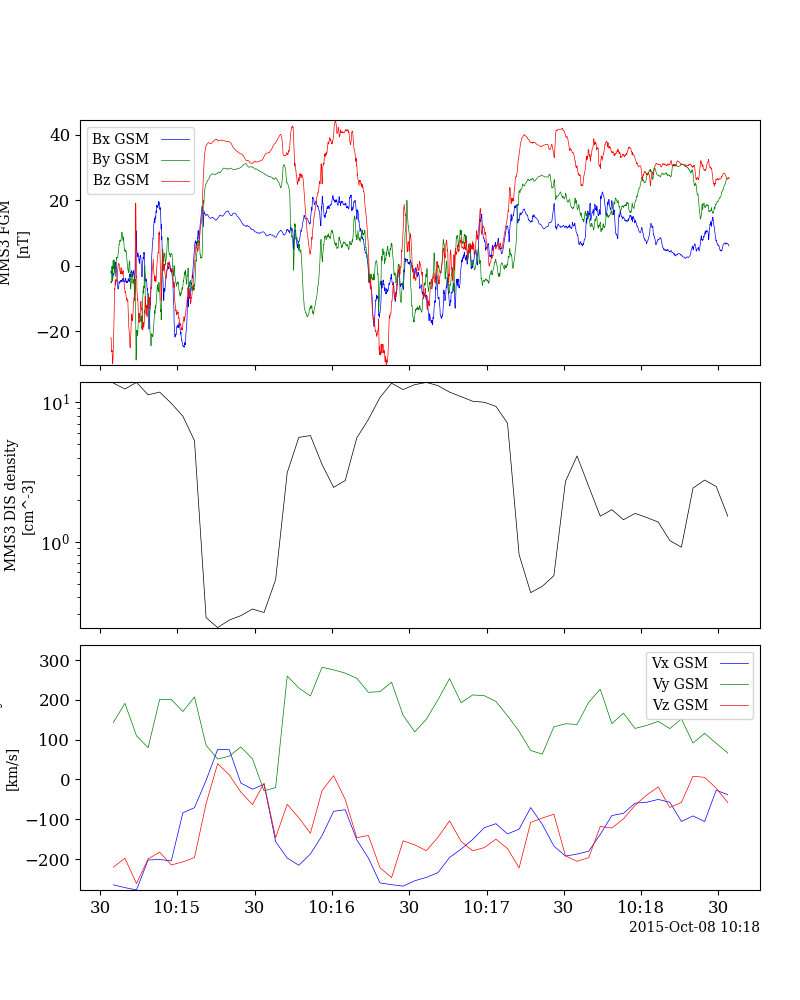 MMS3 FGM
[nT]
40
20
0
−20
Bx GSM
By GSM
Bz GSM
MMS3 DIS density
[cm^-3]
10^1
10^0
[km/s]
300
200
100
0
−100
−200
Vx GSM
Vy GSM
Vz GSM
30 10:15 30 10:16 30 10:17 30 10:18 30
2015-Oct-08 10:18